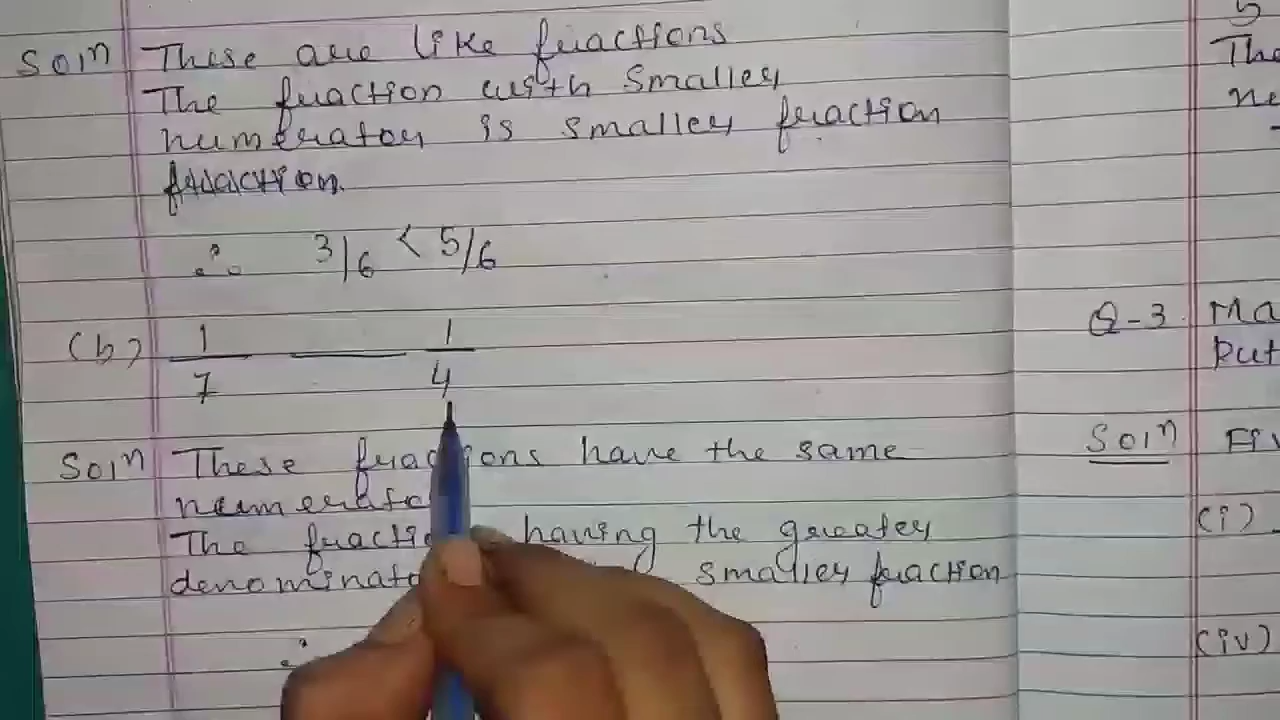 Soln These are like fractions
The fraction with smaller
numerator is smaller fraction
fraction.
∴ 3/6 < 5/6
(b) 1/7 ____ 1/4
Soln These fractions have the same
The having the greater
smaller fraction
∴
Q-3 Ma
Put
Soln
(i)
(iv)